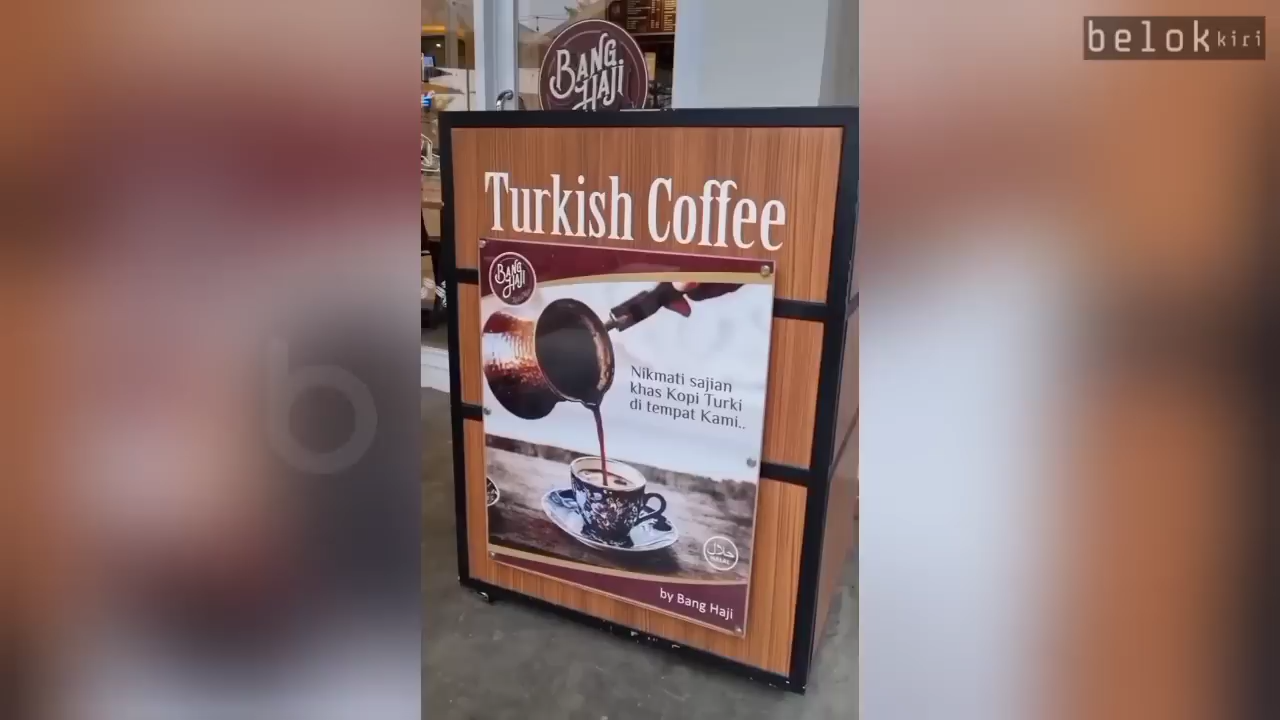 belokkiri
BANG
HAJI
Turkish Coffee
BANG
HAJI
Nikmati sajian
khas Kopi Turki
di tempat Kami..
حلال
HALAL
by Bang Haji
b